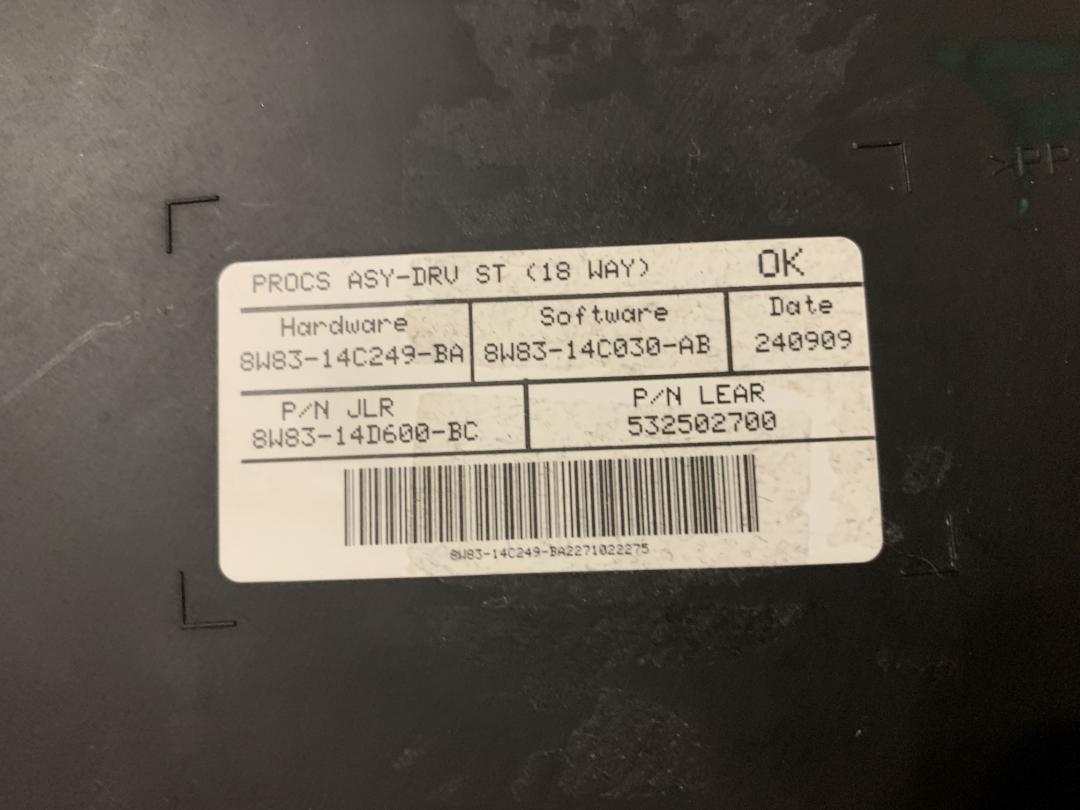 PROCS ASY-DRV ST (18 WAY) OK
Hardware Software Date
8W83-14C249-BA 8W83-14C030-AB 240909
P/N JLR P/N LEAR
8W83-14D600-BC 532502700
8W83-14C249-BA2271022275
>PP